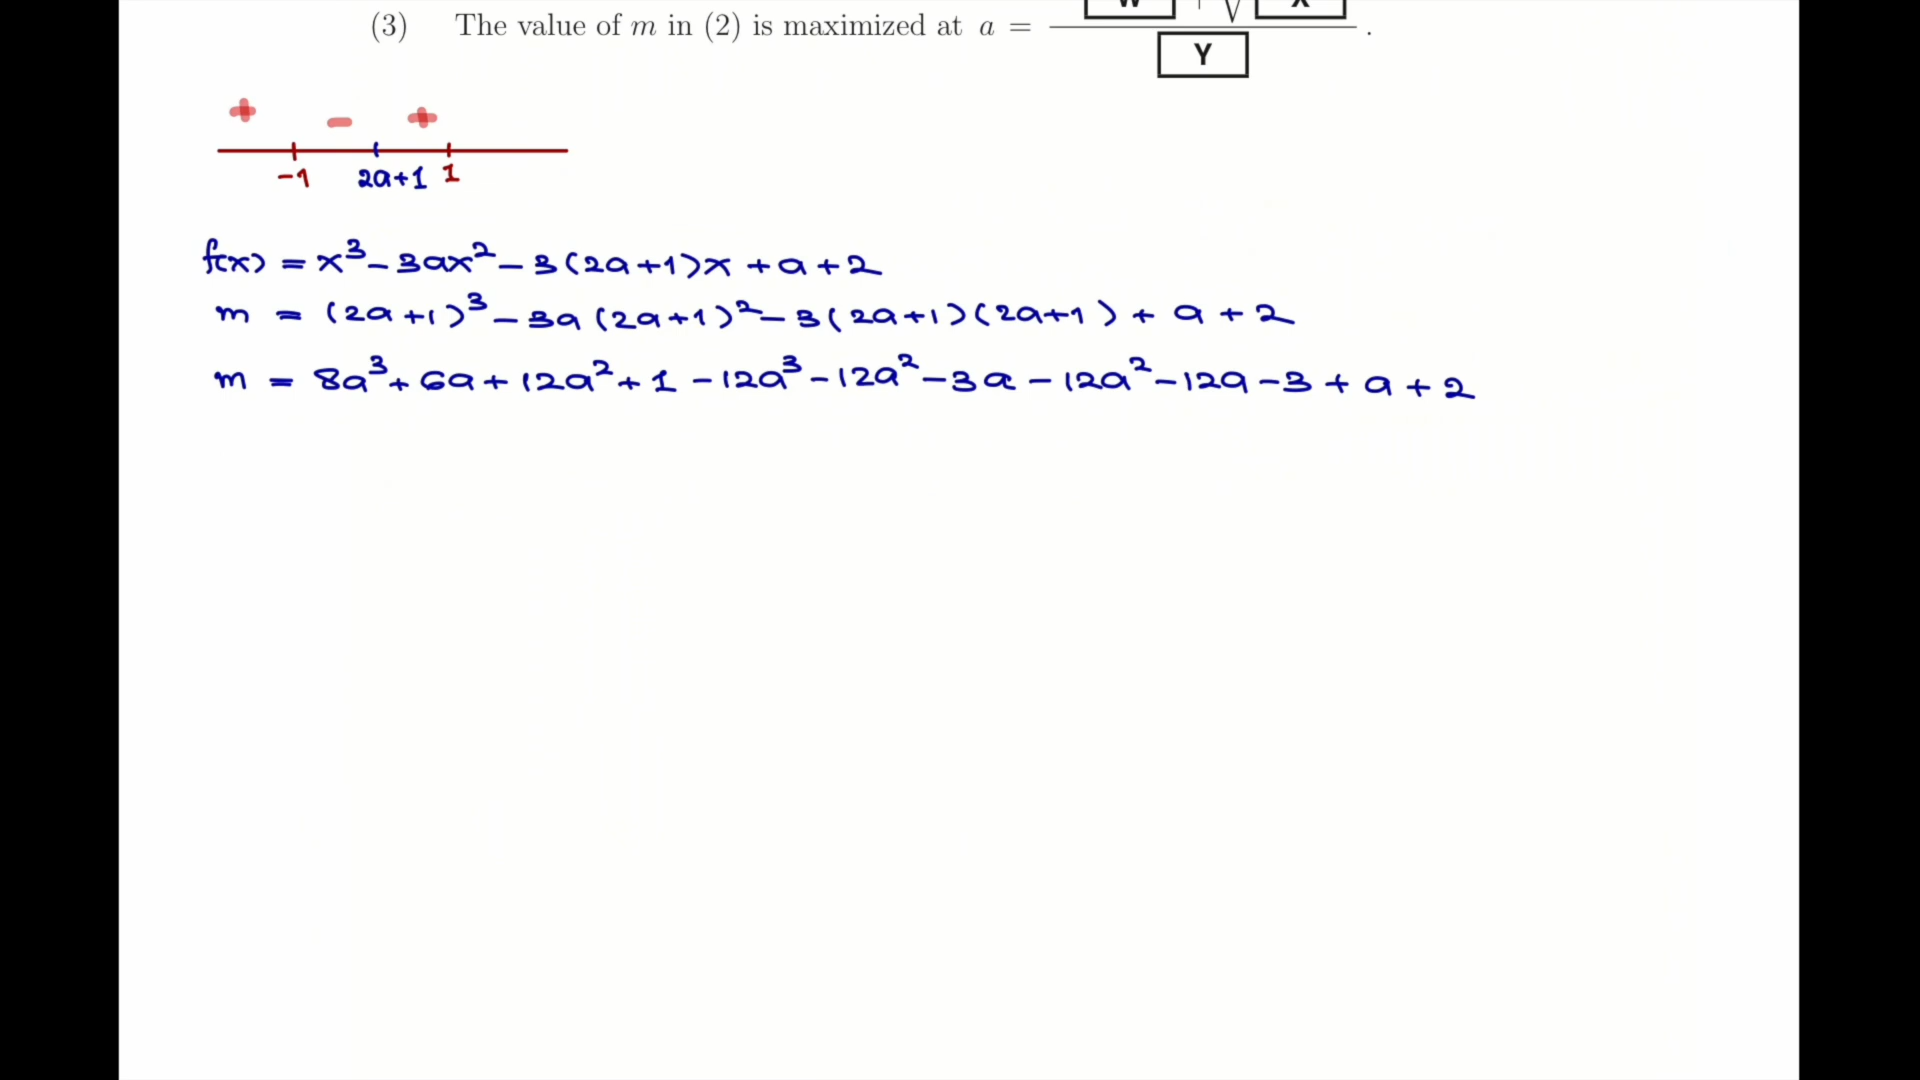 (3) The value of m in (2) is maximized at a = W + √X / Y .
+ - +
-1 2a+1 1
f(x) = x³ - 3ax² - 3(2a+1)x + a + 2
m = (2a+1)³ - 3a(2a+1)² - 3(2a+1)(2a+1) + a + 2
m = 8a³ + 6a + 12a² + 1 - 12a³ - 12a² - 3a - 12a² - 12a - 3 + a + 2